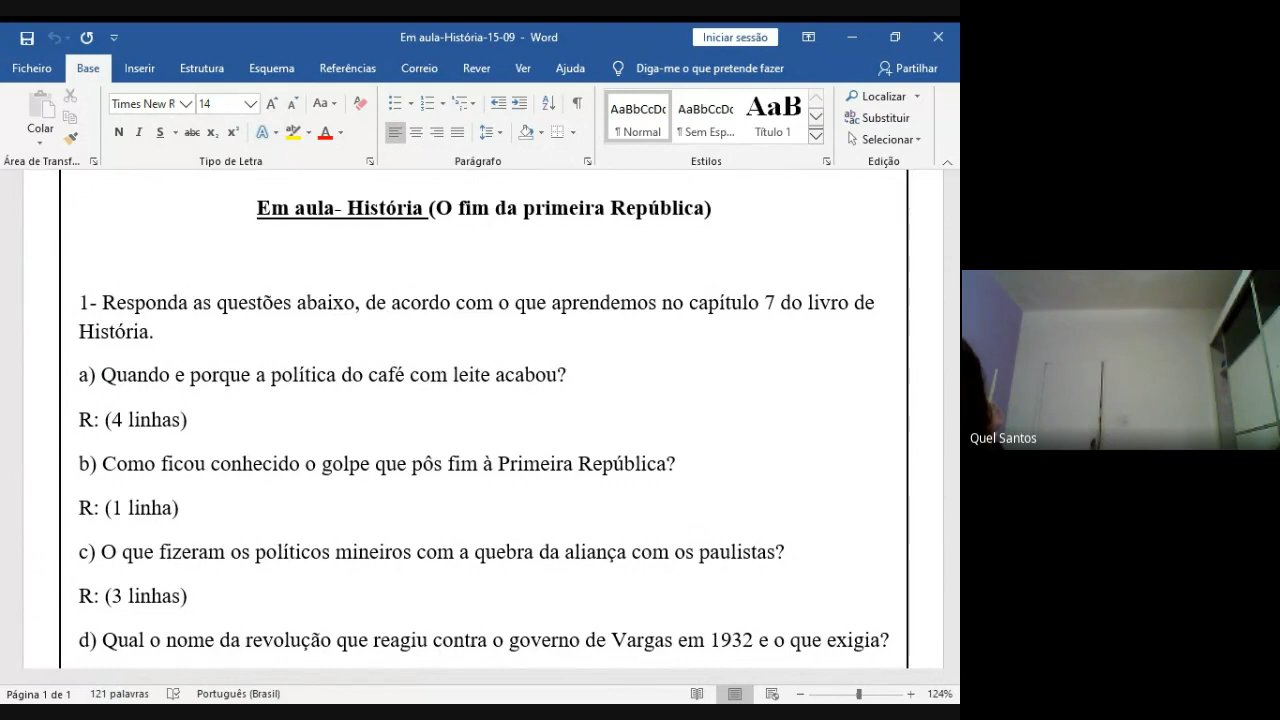 Em aula-História-15-09 - Word
Iniciar sessão
Ficheiro Base Inserir Estrutura Esquema Referências Correio Rever Ver Ajuda Diga-me o que pretende fazer Partilhar
Colar
Times New R 14
Aa
AaBbCcDc AaBbCcDc AaB
¶ Normal ¶ Sem Esp... Título 1
Localizar
Substituir
Selecionar
N I S abc x₂ x²
Área de Transf... Tipo de Letra Parágrafo Estilos Edição
Em aula- História (O fim da primeira República)
1- Responda as questões abaixo, de acordo com o que aprendemos no capítulo 7 do livro de
História.
a) Quando e porque a política do café com leite acabou?
R: (4 linhas)
b) Como ficou conhecido o golpe que pôs fim à Primeira República?
R: (1 linha)
c) O que fizeram os políticos mineiros com a quebra da aliança com os paulistas?
R: (3 linhas)
d) Qual o nome da revolução que reagiu contra o governo de Vargas em 1932 e o que exigia?
Página 1 de 1 121 palavras Português (Brasil) 124%
Quel Santos